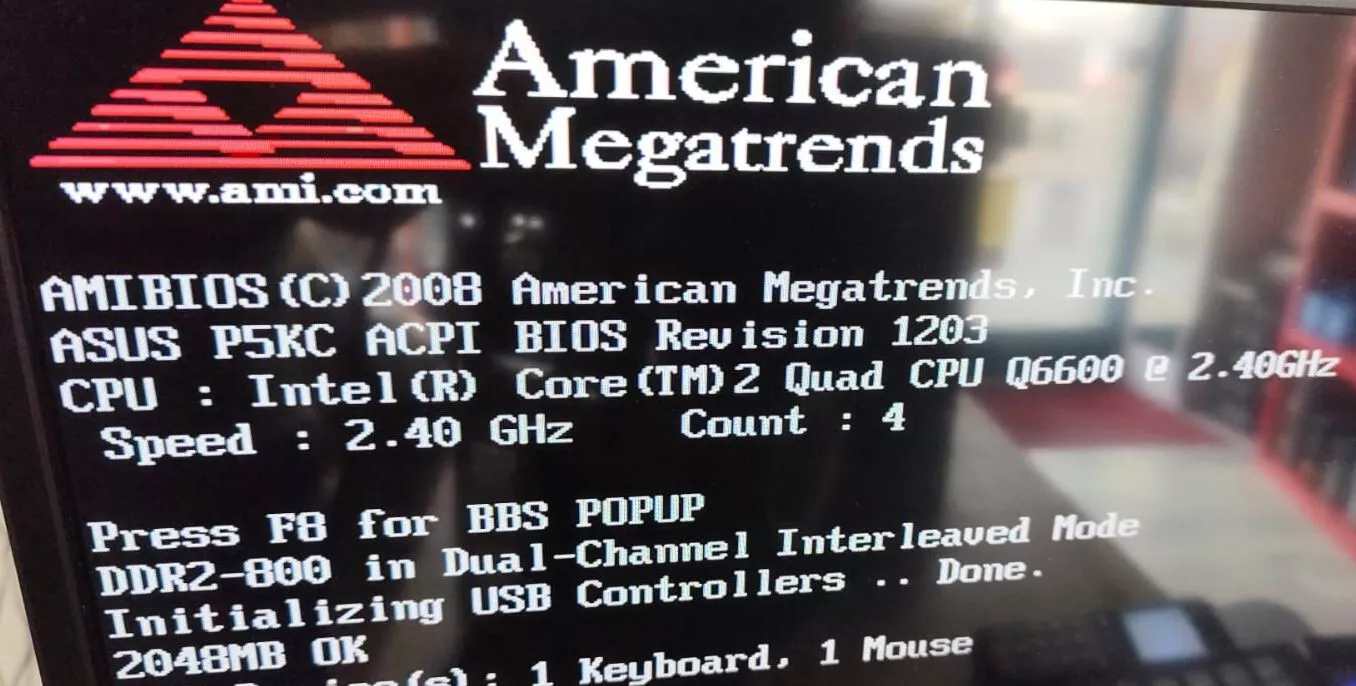 American
Megatrends
www.ami.com
AMIBIOS(C)2008 American Megatrends, Inc.
ASUS P5KC ACPI BIOS Revision 1203
CPU : Intel(R) Core(TM)2 Quad CPU Q6600 @ 2.40GHz
Speed : 2.40 GHz Count : 4
Press F8 for BBS POPUP
DDR2-800 in Dual-Channel Interleaved Mode
Initializing USB Controllers .. Done.
2048MB OK
Device(s): 1 Keyboard, 1 Mouse